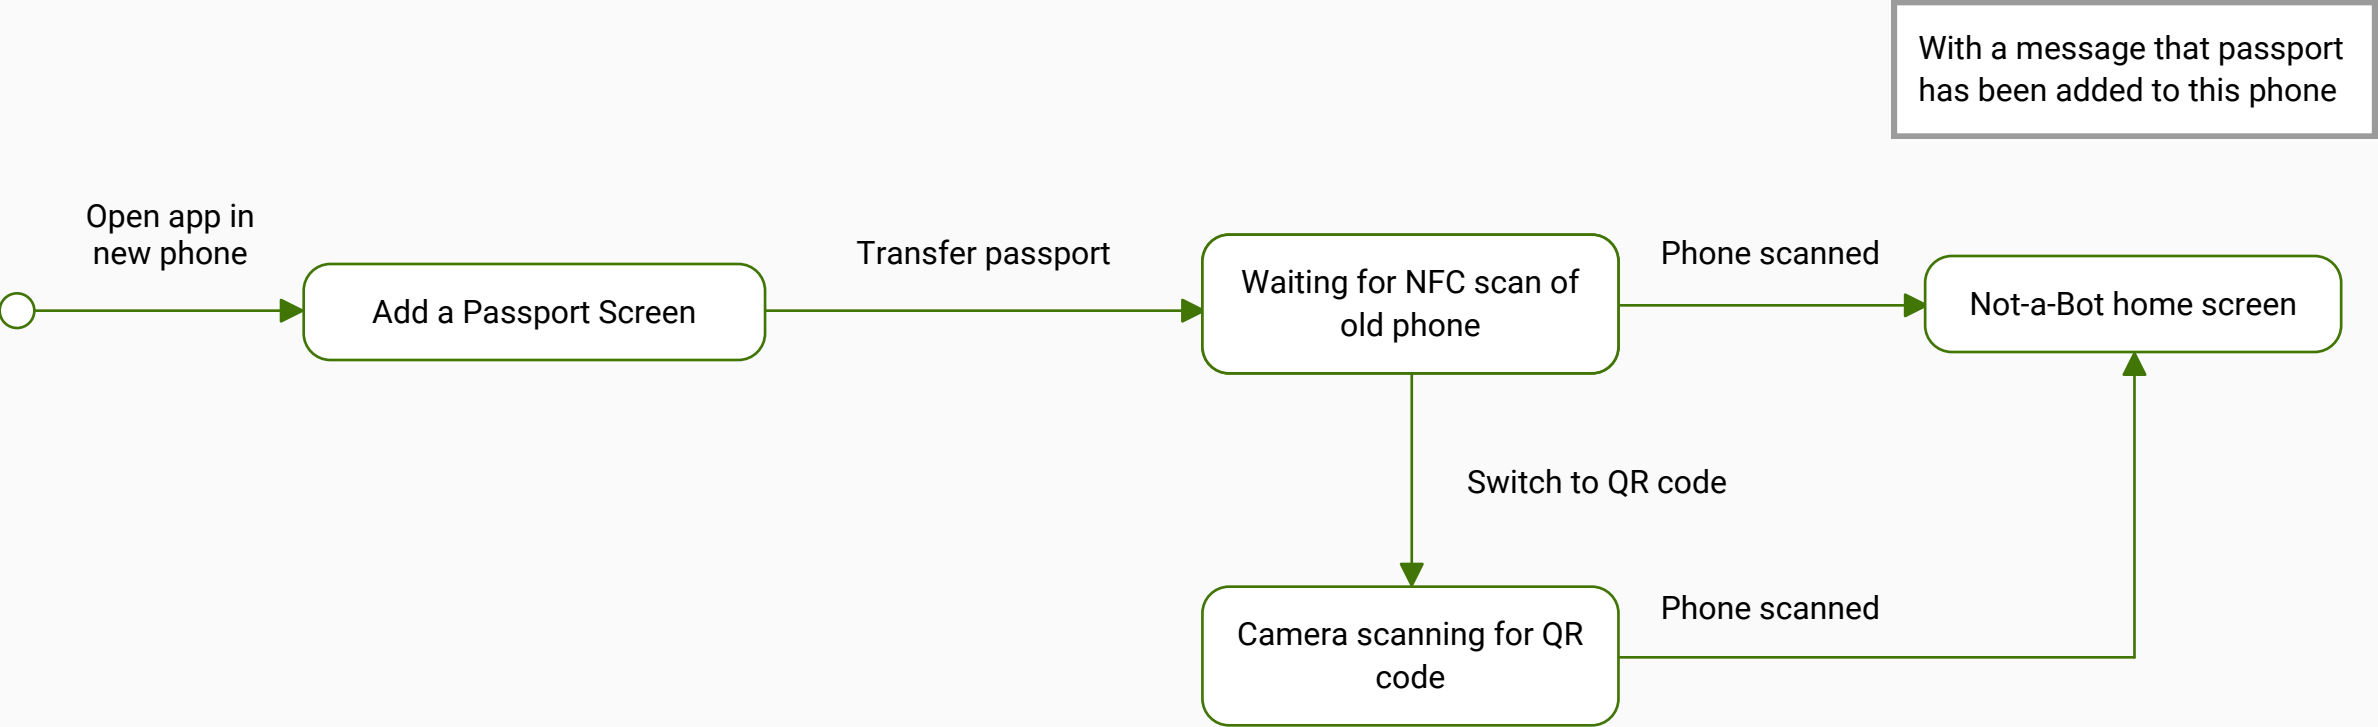 With a message that passport
has been added to this phone
Open app in
new phone
Add a Passport Screen
Transfer passport
Waiting for NFC scan of
old phone
Phone scanned
Not-a-Bot home screen
Switch to QR code
Camera scanning for QR
code
Phone scanned